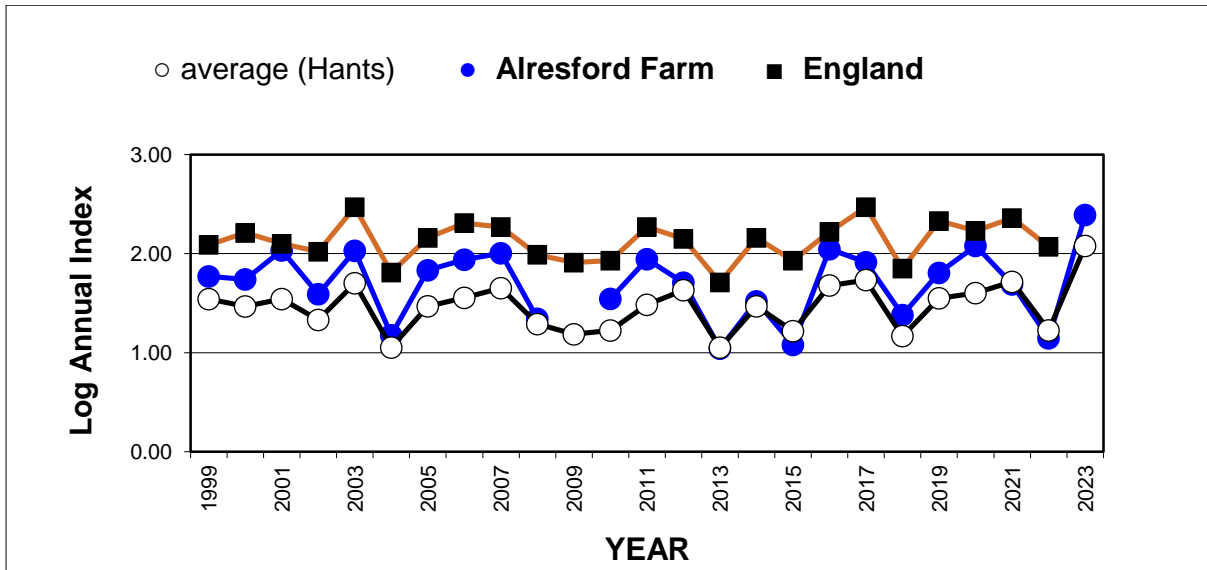 average (Hants) Alresford Farm England
3.00
2.00
1.00
0.00
Log Annual Index
1999 2001 2003 2005 2007 2009 2011 2013 2015 2017 2019 2021 2023
YEAR